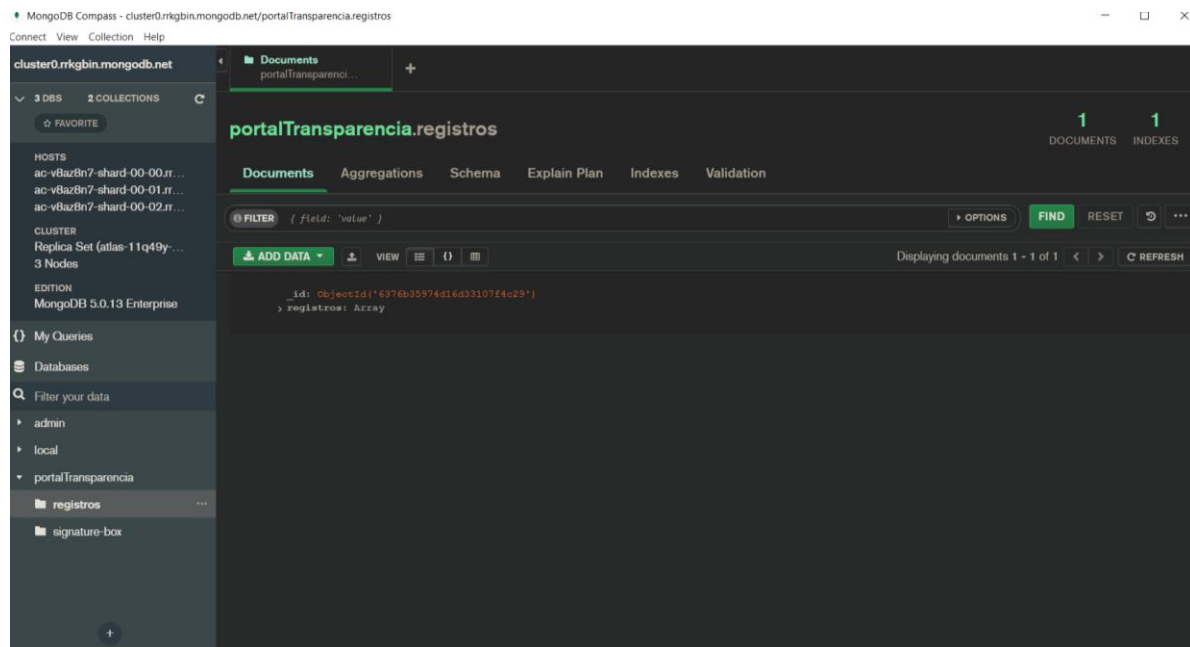 MongoDB Compass - cluster0.rrkgbin.mongodb.net/portalTransparencia.registros
Connect View Collection Help
cluster0.rrkgbin.mongodb.net
3 DBS 2 COLLECTIONS
FAVORITE
HOSTS
ac-v8az8n7-shard-00-00.rr...
ac-v8az8n7-shard-00-01.rr...
ac-v8az8n7-shard-00-02.rr...
CLUSTER
Replica Set (atlas-11q49y-...
3 Nodes
EDITION
MongoDB 5.0.13 Enterprise
{} My Queries
Databases
Filter your data
admin
local
portalTransparencia
registros
signature-box
Documents
portalTransparenci...
portalTransparencia.registros
1 DOCUMENTS
1 INDEXES
Documents Aggregations Schema Explain Plan Indexes Validation
FILTER { field: 'value' } OPTIONS FIND RESET
ADD DATA VIEW {} Displaying documents 1 - 1 of 1 REFRESH
_id: ObjectId('6376b35974d16d33107f4c29')
registros: Array